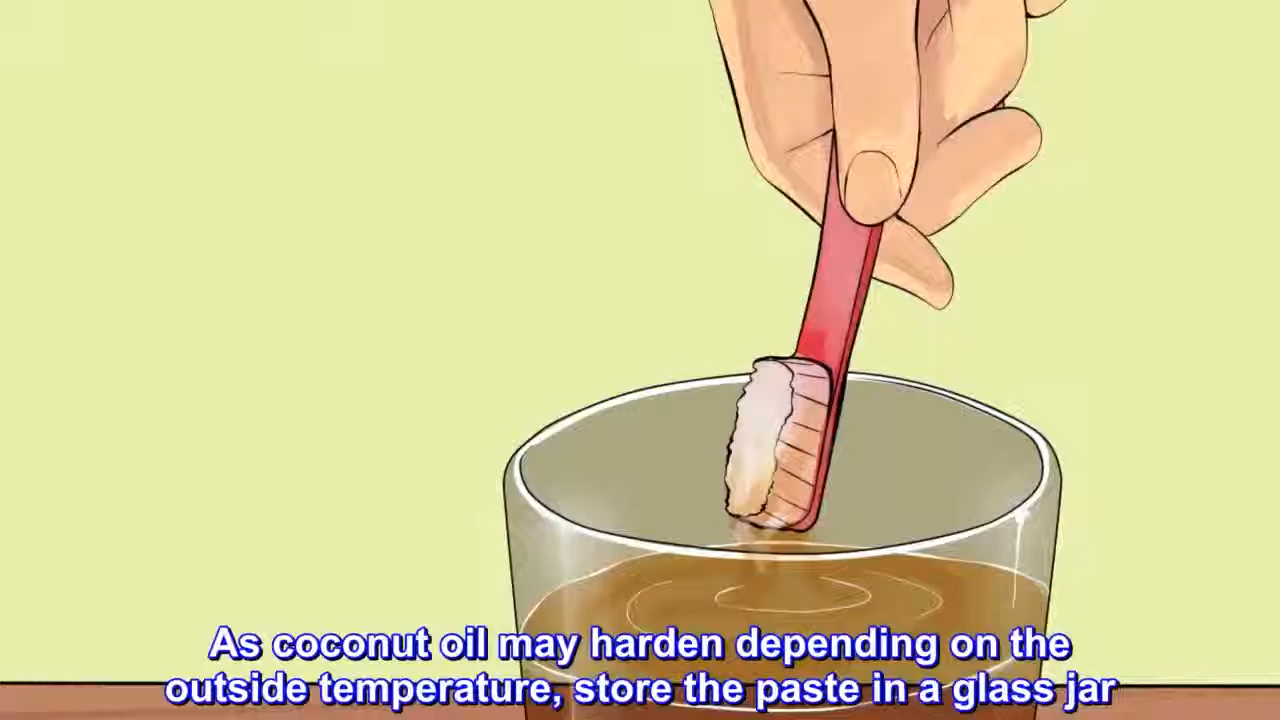 As coconut oil may harden depending on the
outside temperature, store the paste in a glass jar